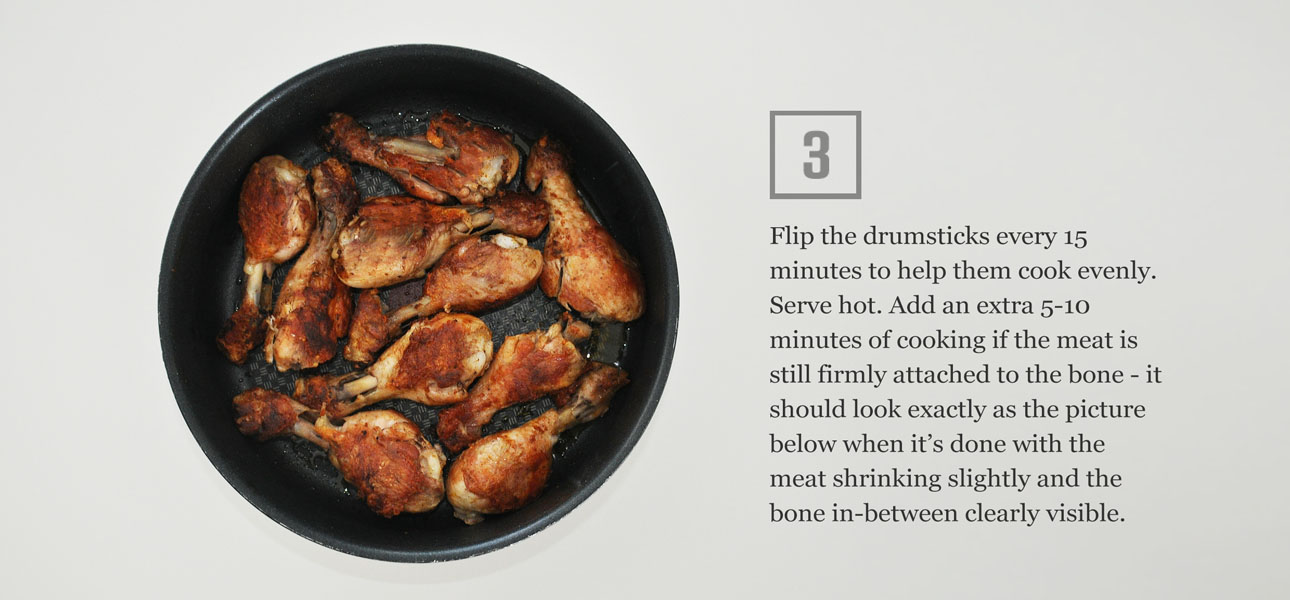 3
Flip the drumsticks every 15
minutes to help them cook evenly.
Serve hot. Add an extra 5-10
minutes of cooking if the meat is
still firmly attached to the bone - it
should look exactly as the picture
below when it’s done with the
meat shrinking slightly and the
bone in-between clearly visible.